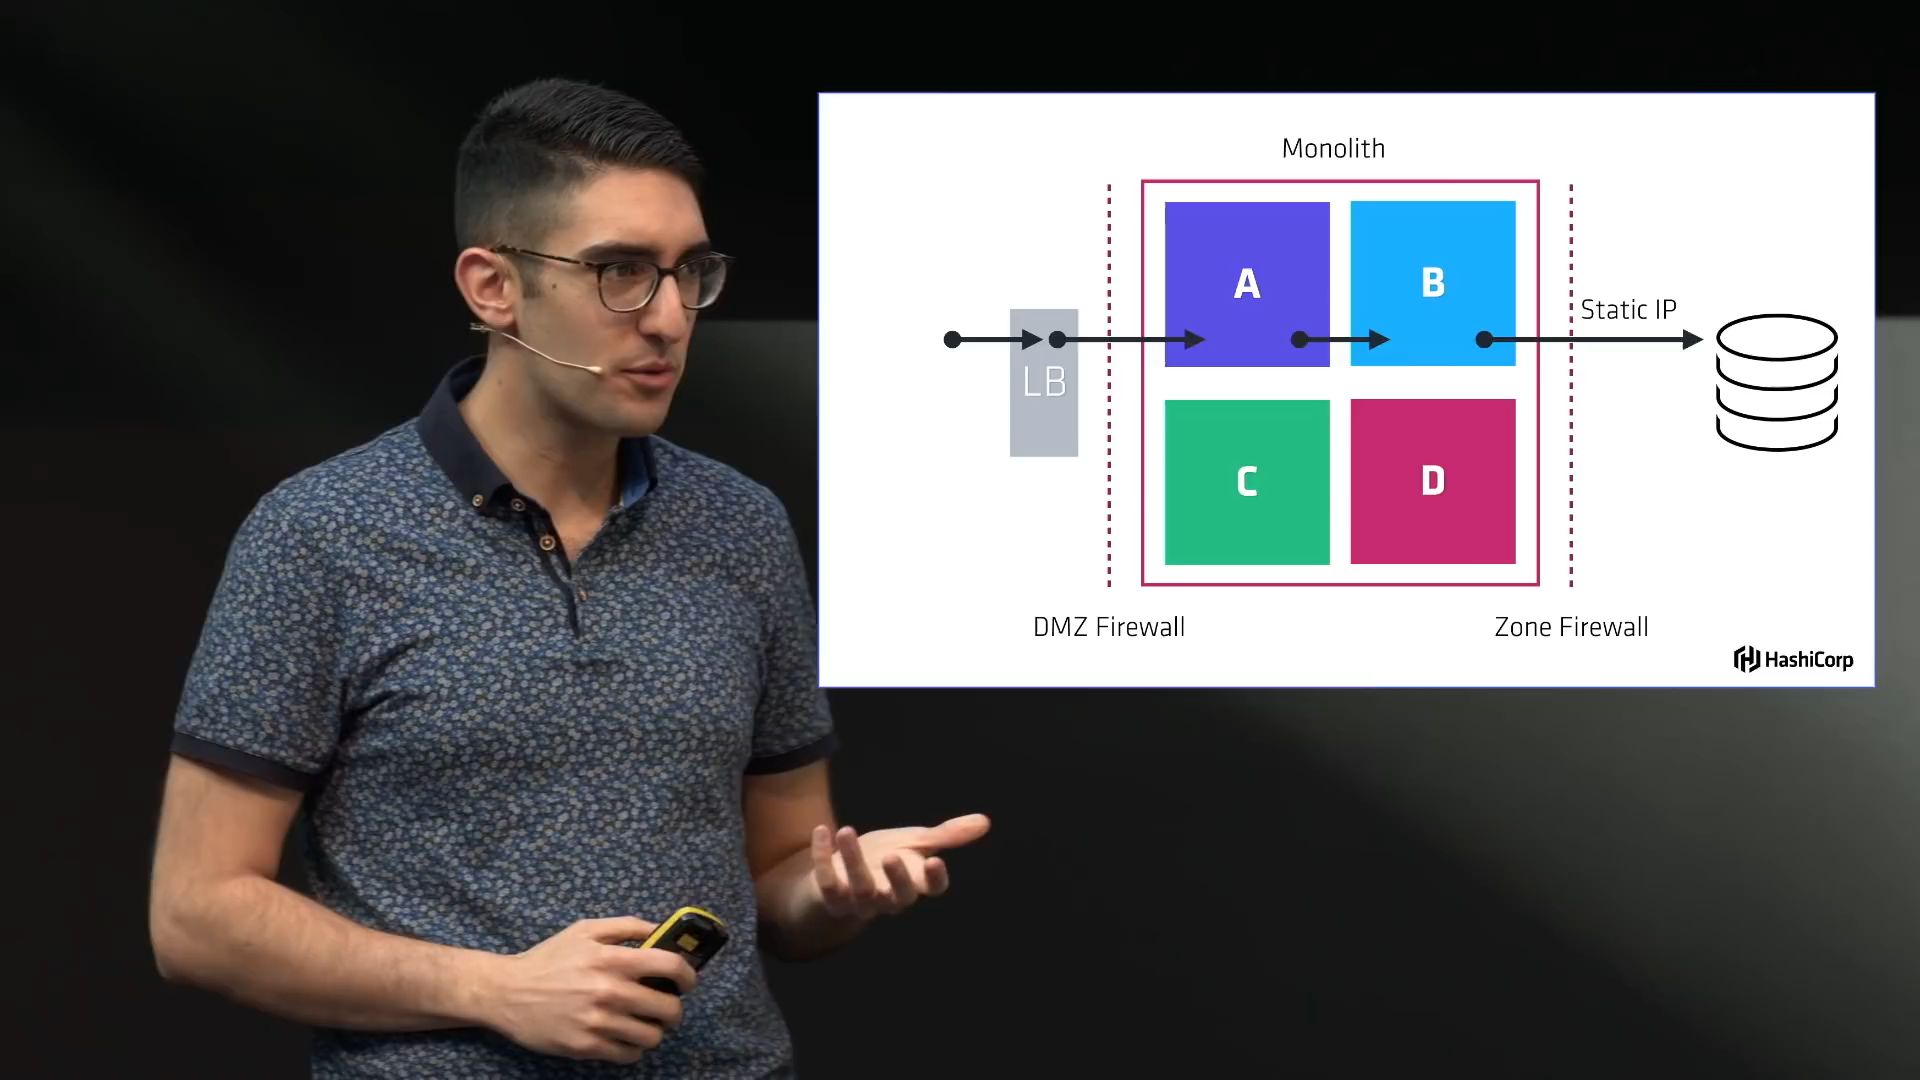 Monolith
A
B
Static IP
LB
C
D
DMZ Firewall
Zone Firewall
HashiCorp